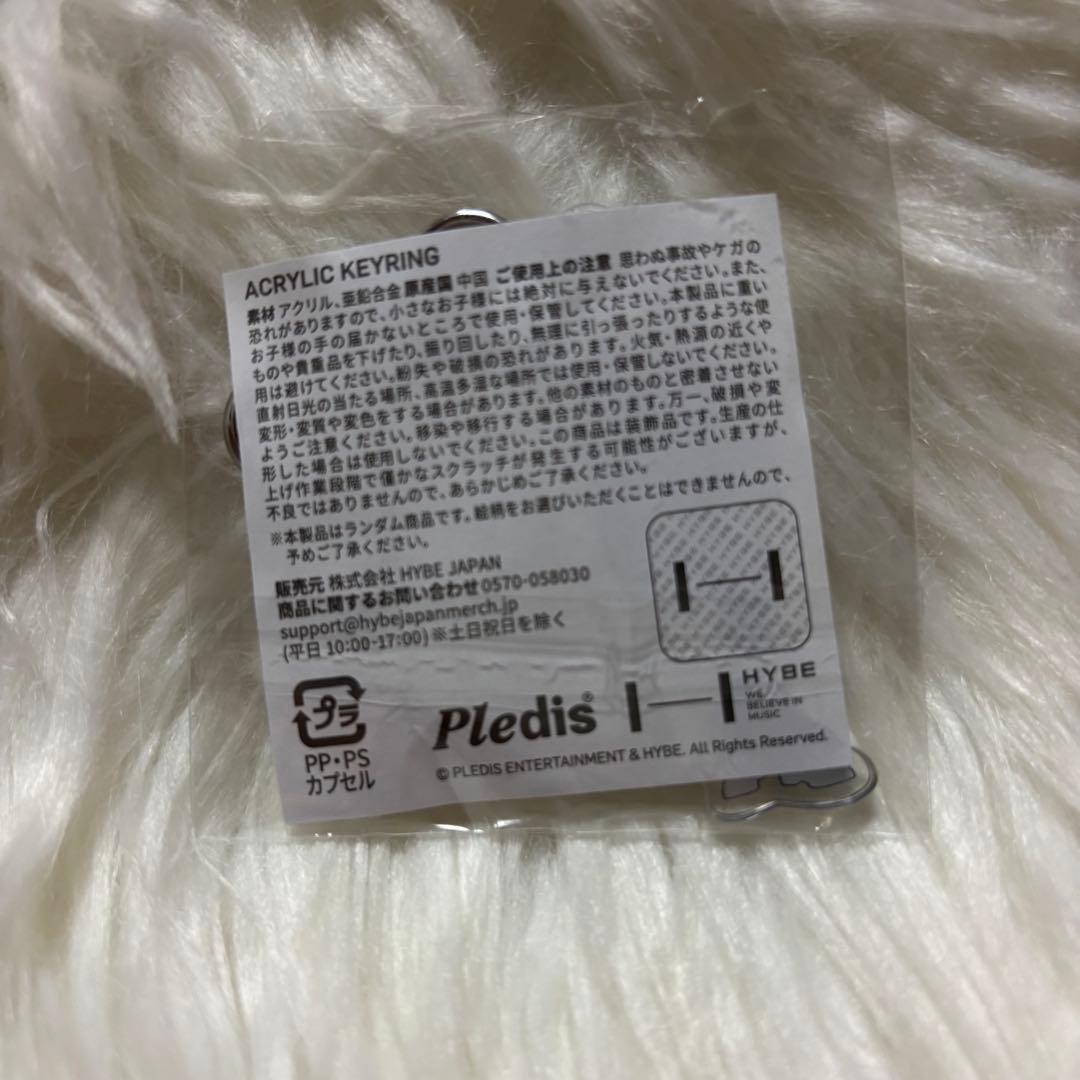 ACRYLIC KEYRING
素材 アクリル、亜鉛合金 原産国 中国 ご使用上の注意 思わぬ事故やケガの
恐れがありますので、小さなお子様には絶対に与えないでください。また、
お子様の手の届かないところで使用・保管してください。本製品に重い
ものや貴重品を下げたり、振り回したり、無理に引っ張ったりするような使
用は避けてください。紛失や破損の恐れがあります。火気・熱源の近くや
直射日光の当たる場所、高温多湿な場所では使用・保管しないでください。
変形・変質や変色をする場合があります。他の素材のものと密着させない
ようご注意ください。移染や移行する場合があります。万一、破損や変
形した場合は使用しないでください。この商品は装飾品です。生産の仕
上げ作業段階で僅かなスクラッチが発生する可能性がございますが、
不良ではありませんので、あらかじめご了承ください。
※本製品はランダム商品です。絵柄をお選びいただくことはできませんので、
予めご了承ください。
販売元 株式会社 HYBE JAPAN
商品に関するお問い合わせ 0570-058030
support@hybejapanmerch.jp
(平日 10:00-17:00) ※土日祝日を除く
プラ
PP・PS
カプセル
Pledis®
HYBE
WE
BELIEVE IN
MUSIC
© PLEDIS ENTERTAINMENT & HYBE. All Rights Reserved.